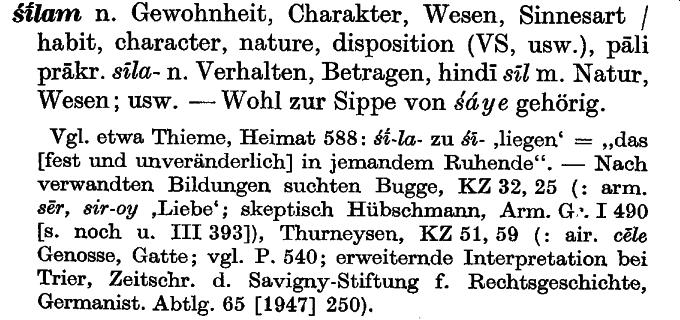 śī́lam n. Gewohnheit, Charakter, Wesen, Sinnesart /
habit, character, nature, disposition (VS, usw.), pāli
prākr. sīla- n. Verhalten, Betragen, hindī sīl m. Natur,
Wesen; usw. — Wohl zur Sippe von śáye gehörig.
Vgl. etwa Thieme, Heimat 588: śī́-la- zu śī- ‚liegen‘ = „das
[fest und unveränderlich] in jemandem Ruhende“. — Nach
verwandten Bildungen suchten Bugge, KZ 32, 25 (: arm.
sēr, sir-oy ‚Liebe‘; skeptisch Hübschmann, Arm. Gr. I 490
[s. noch u. III 393]), Thurneysen, KZ 51, 59 (: air. cēle
Genosse, Gatte; vgl. P. 540; erweiternde Interpretation bei
Trier, Zeitschr. d. Savigny-Stiftung f. Rechtsgeschichte,
Germanist. Abtlg. 65 [1947] 250).